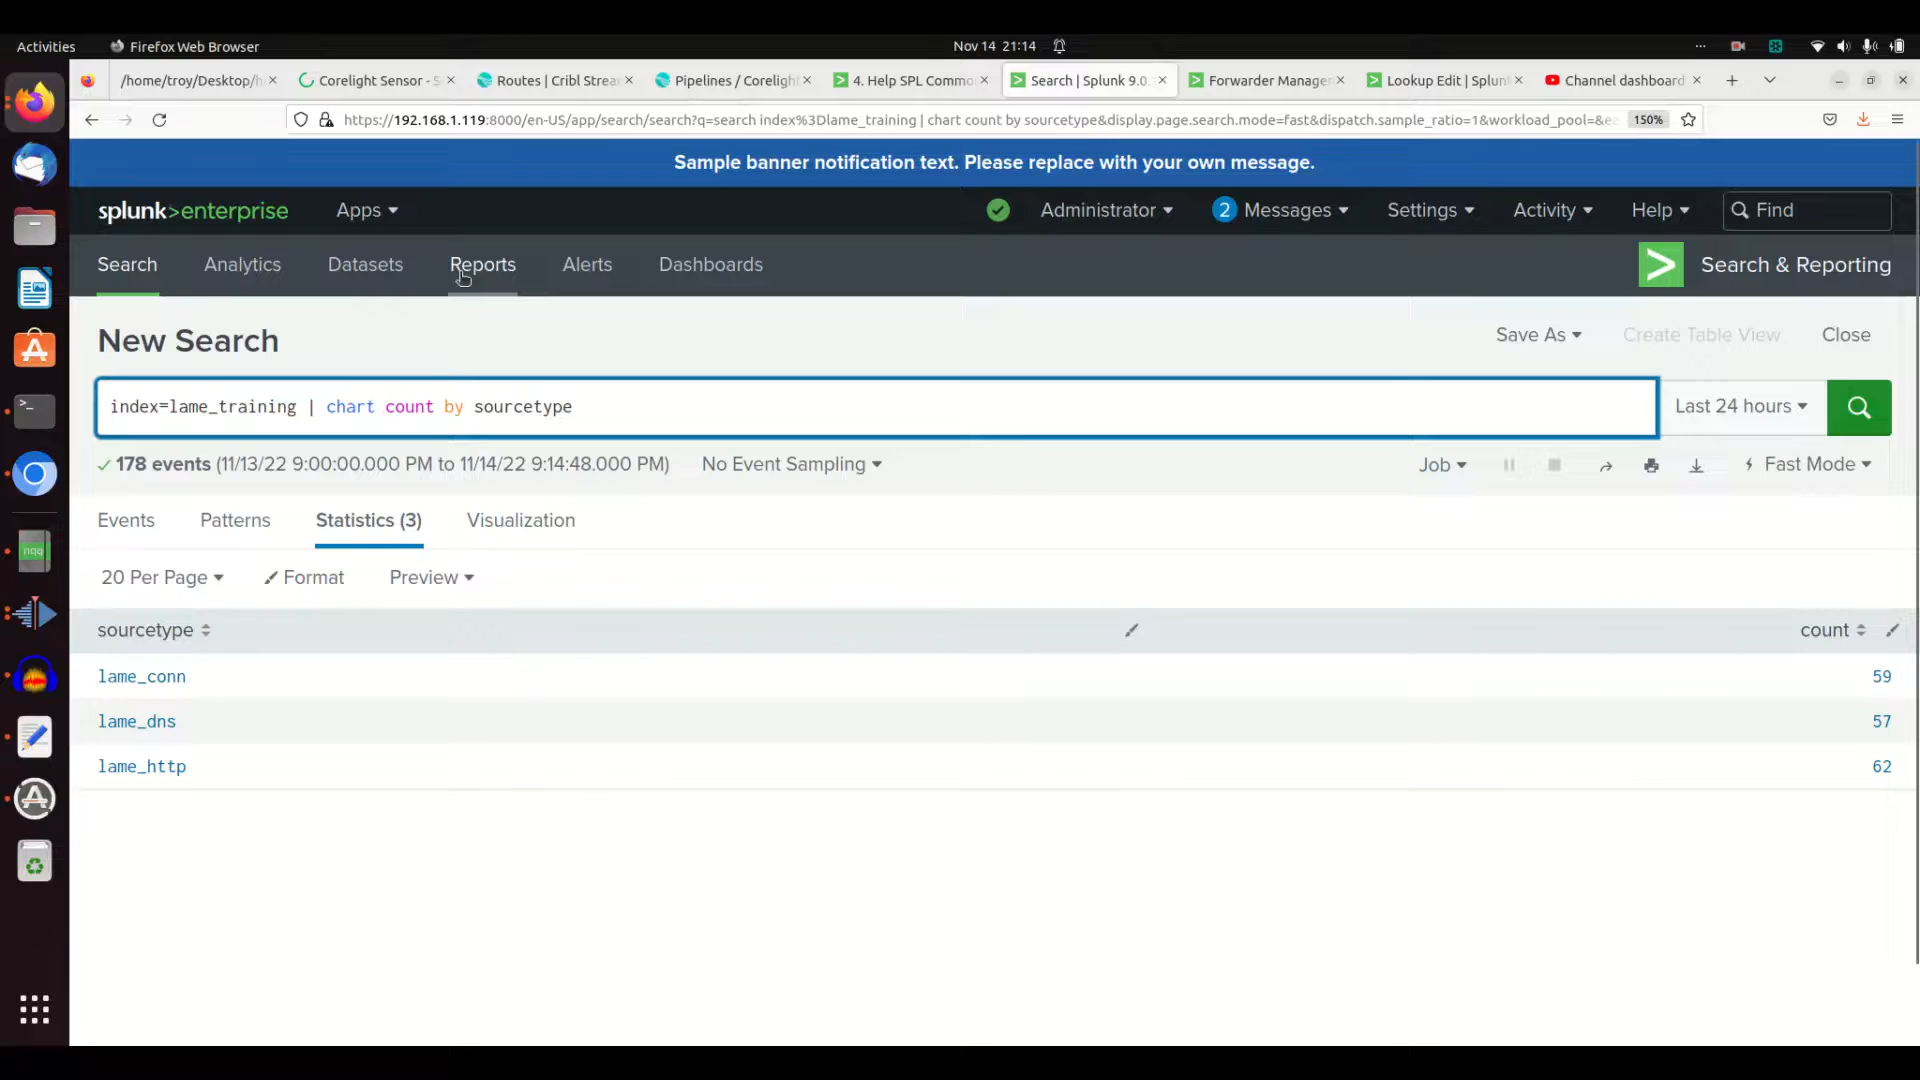 Activities Firefox Web Browser Nov 14 21:14
/home/troy/Desktop/h × Corelight Sensor - S × Routes | Cribl Strea × Pipelines / Coreligh × 4. Help SPL Commo × Search | Splunk 9.0. × Forwarder Manage × Lookup Edit | Splun × Channel dashboard ×
https://192.168.1.119:8000/en-US/app/search/search?q=search index%3Dlame_training | chart count by sourcetype&display.page.search.mode=fast&dispatch.sample_ratio=1&workload_pool=&ea 150%
Sample banner notification text. Please replace with your own message.
splunk>enterprise Apps Administrator 2 Messages Settings Activity Help Find
Search Analytics Datasets Reports Alerts Dashboards Search & Reporting
New Search Save As Create Table View Close
index=lame_training | chart count by sourcetype Last 24 hours
178 events (11/13/22 9:00:00.000 PM to 11/14/22 9:14:48.000 PM) No Event Sampling Job Fast Mode
Events Patterns Statistics (3) Visualization
nqq
20 Per Page Format Preview
sourcetype count
lame_conn 59
lame_dns 57
lame_http 62